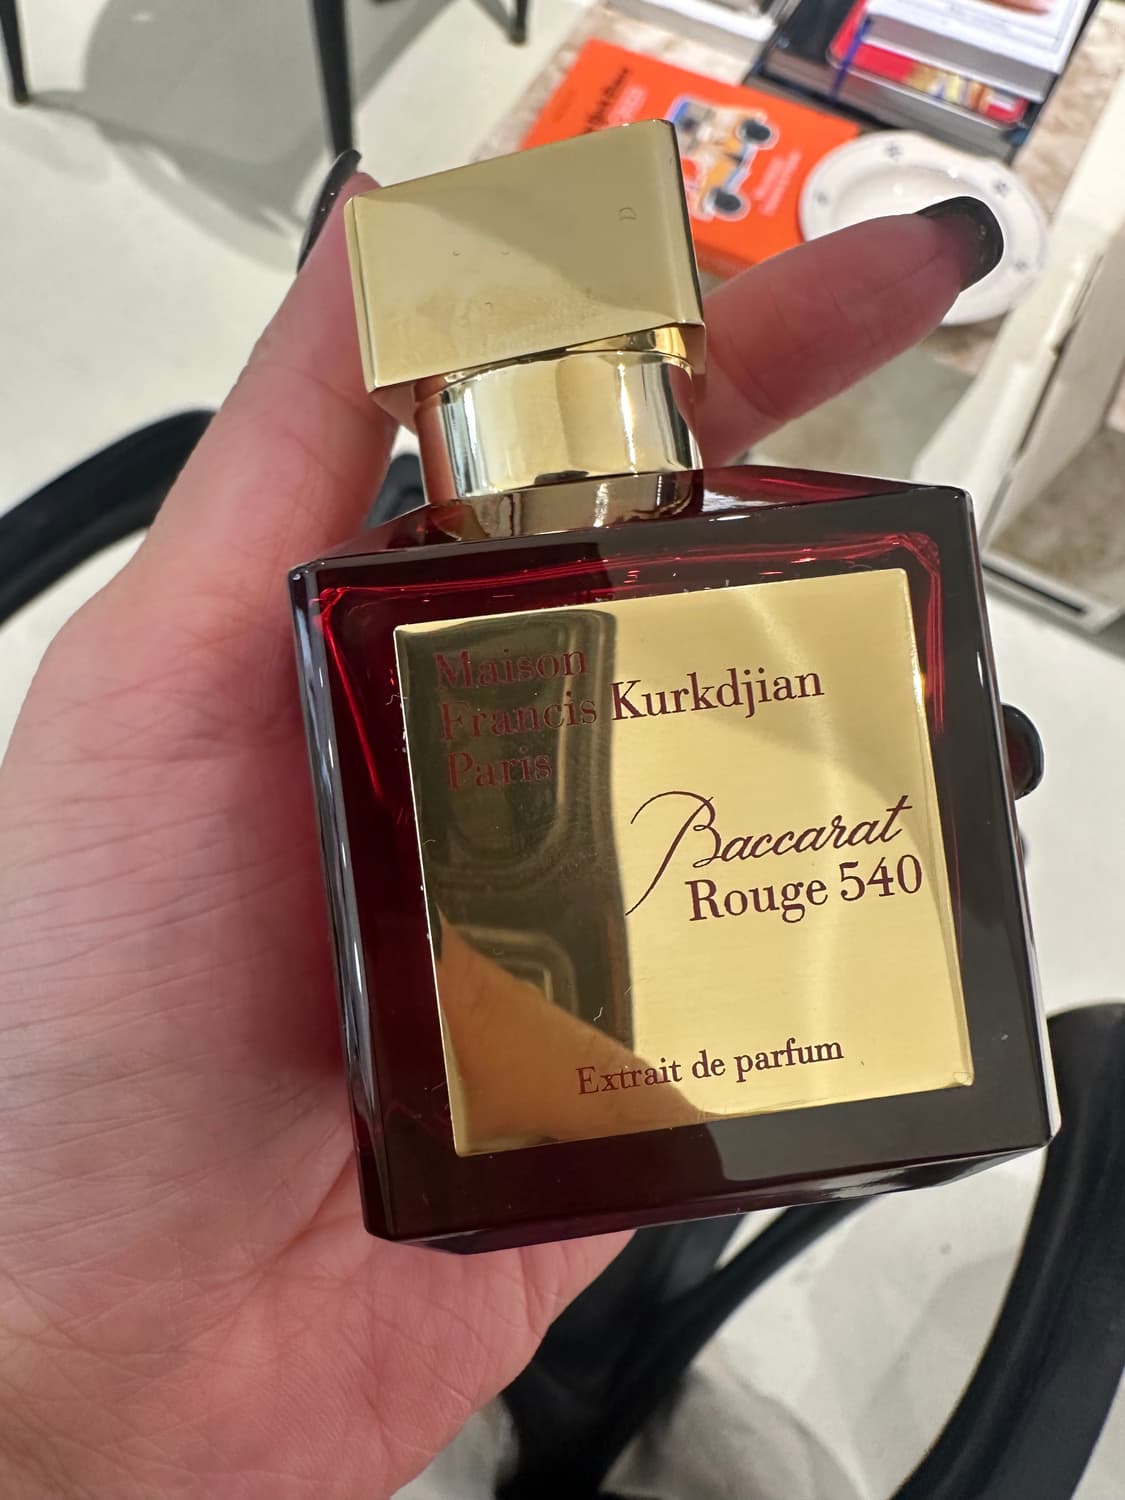 Maison
Francis Kurkdjian
Paris
Baccarat
Rouge 540
Extrait de parfum